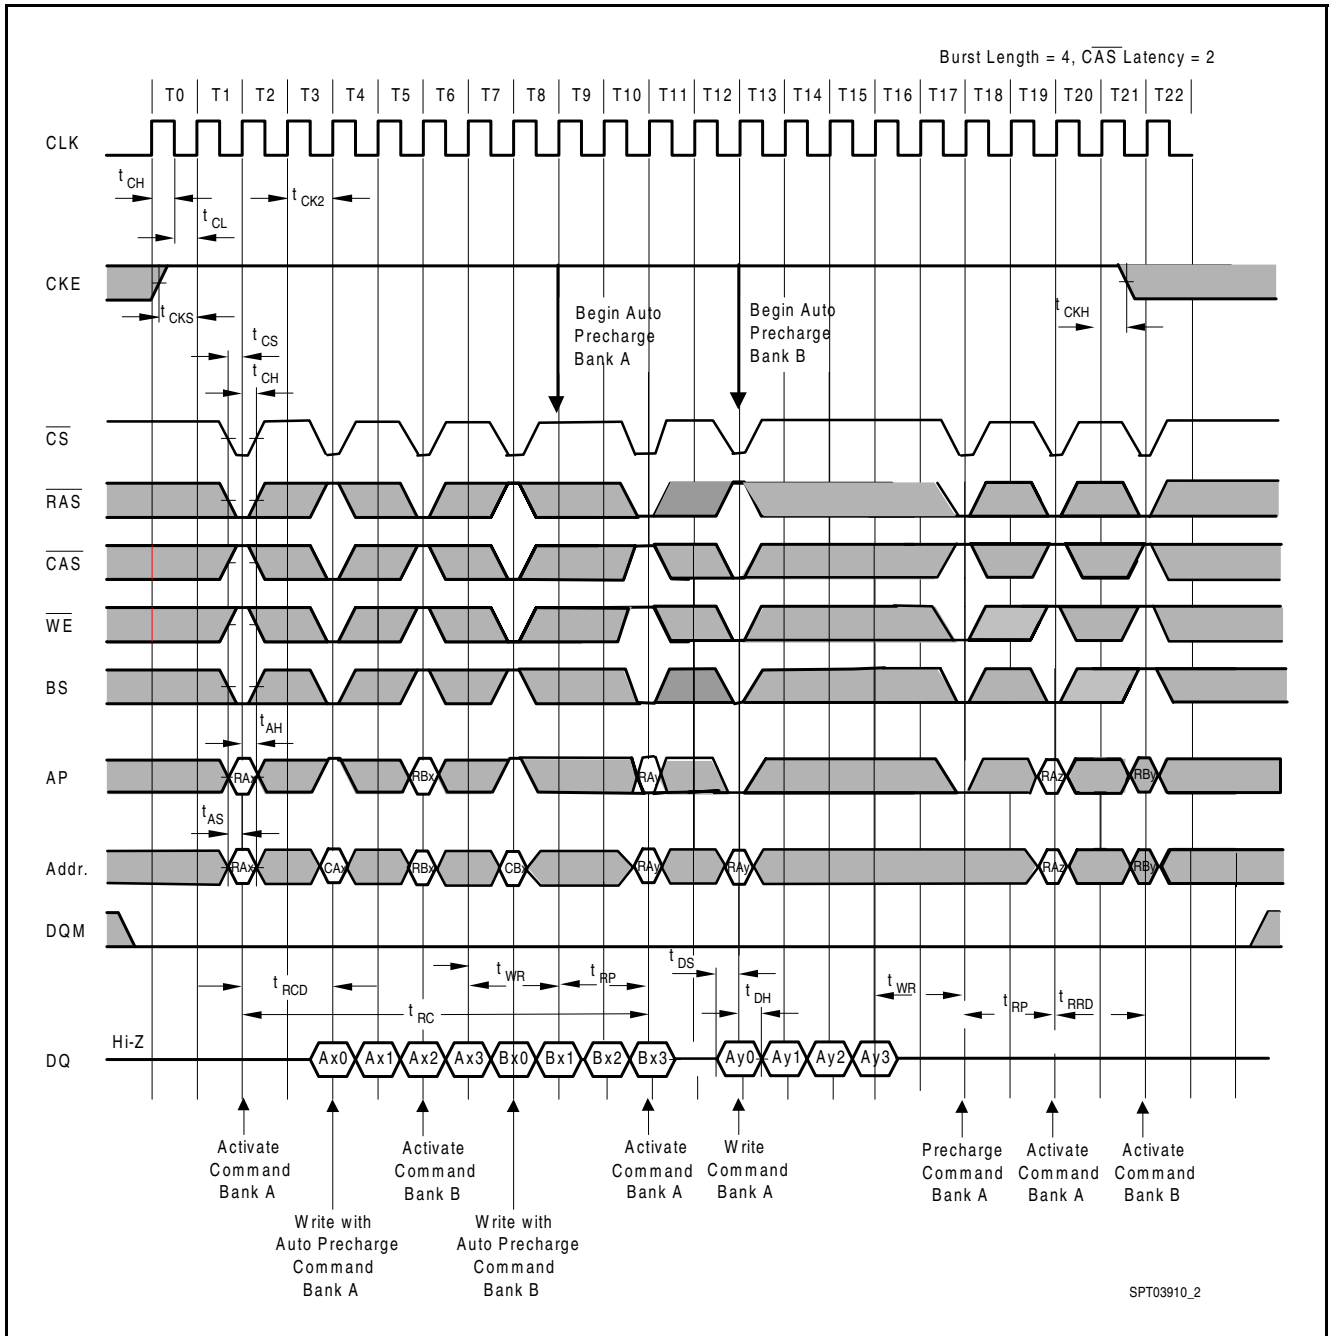 Burst Length = 4, CAS Latency = 2
T0 T1 T2 T3 T4 T5 T6 T7 T8 T9 T10 T11 T12 T13 T14 T15 T16 T17 T18 T19 T20 T21 T22
CLK
t CH
t CK2
t CL
CKE
t CKS
t CKH
Begin Auto
Precharge
Bank A
Begin Auto
Precharge
Bank B
t CS
t CH
CS
RAS
CAS
WE
BS
t AH
AP
RAx RBx RAy RAz RBy
t AS
Addr.
RAx CAx RBx CBx RAy RAy RAz RBy
DQM
t RCD
t WR
t RP
t DS
t DH
t WR
t RP
t RRD
t RC
Hi-Z
DQ
Ax0 Ax1 Ax2 Ax3 Bx0 Bx1 Bx2 Bx3 Ay0 Ay1 Ay2 Ay3
Activate
Command
Bank A
Write with
Auto Precharge
Command
Bank A
Activate
Command
Bank B
Write with
Auto Precharge
Command
Bank B
Activate
Command
Bank A
Write
Command
Bank A
Precharge
Command
Bank A
Activate
Command
Bank A
Activate
Command
Bank B
SPT03910_2